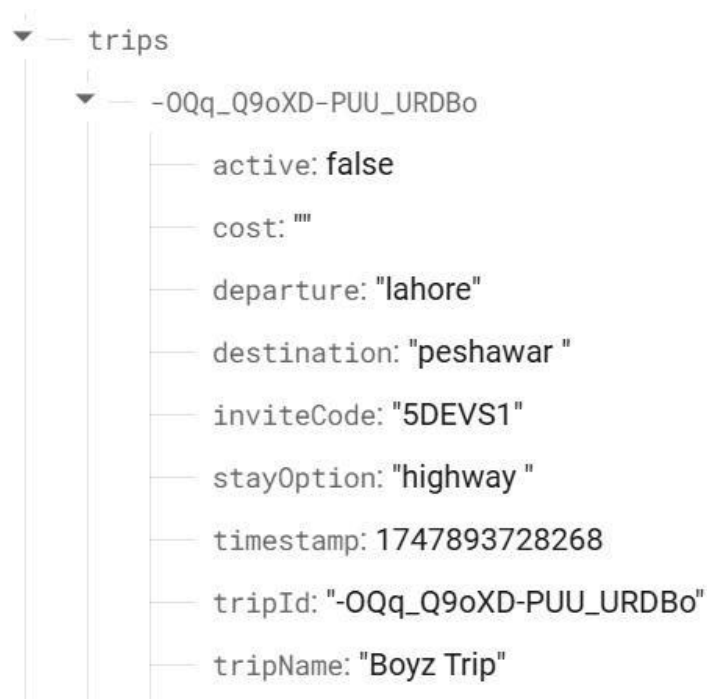 trips
-OQq_Q9oXD-PUU_URDBo
active: false
cost: ""
departure: "lahore"
destination: "peshawar "
inviteCode: "5DEVS1"
stayOption: "highway "
timestamp: 1747893728268
tripId: "-OQq_Q9oXD-PUU_URDBo"
tripName: "Boyz Trip"